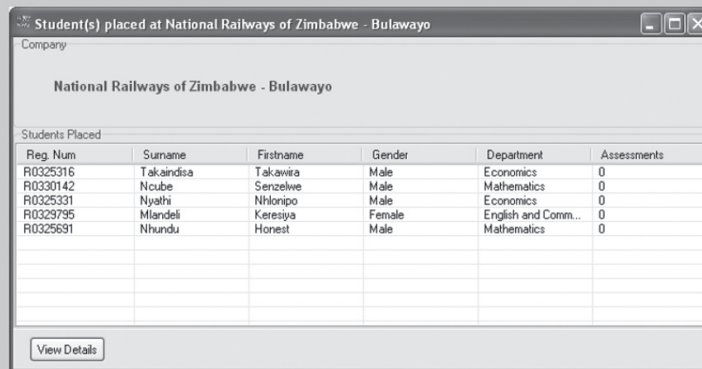 Student(s) placed at National Railways of Zimbabwe - Bulawayo
Company
National Railways of Zimbabwe - Bulawayo
Students Placed
Reg. Num Surname Firstname Gender Department Assessments
R0325316 Takaindisa Takawira Male Economics 0
R0330142 Ncube Senzelwe Male Mathematics 0
R0325331 Nyathi Nhlonipo Male Economics 0
R0329795 Mlandeli Keresiya Female English and Comm... 0
R0325691 Nhundu Honest Male Mathematics 0
View Details